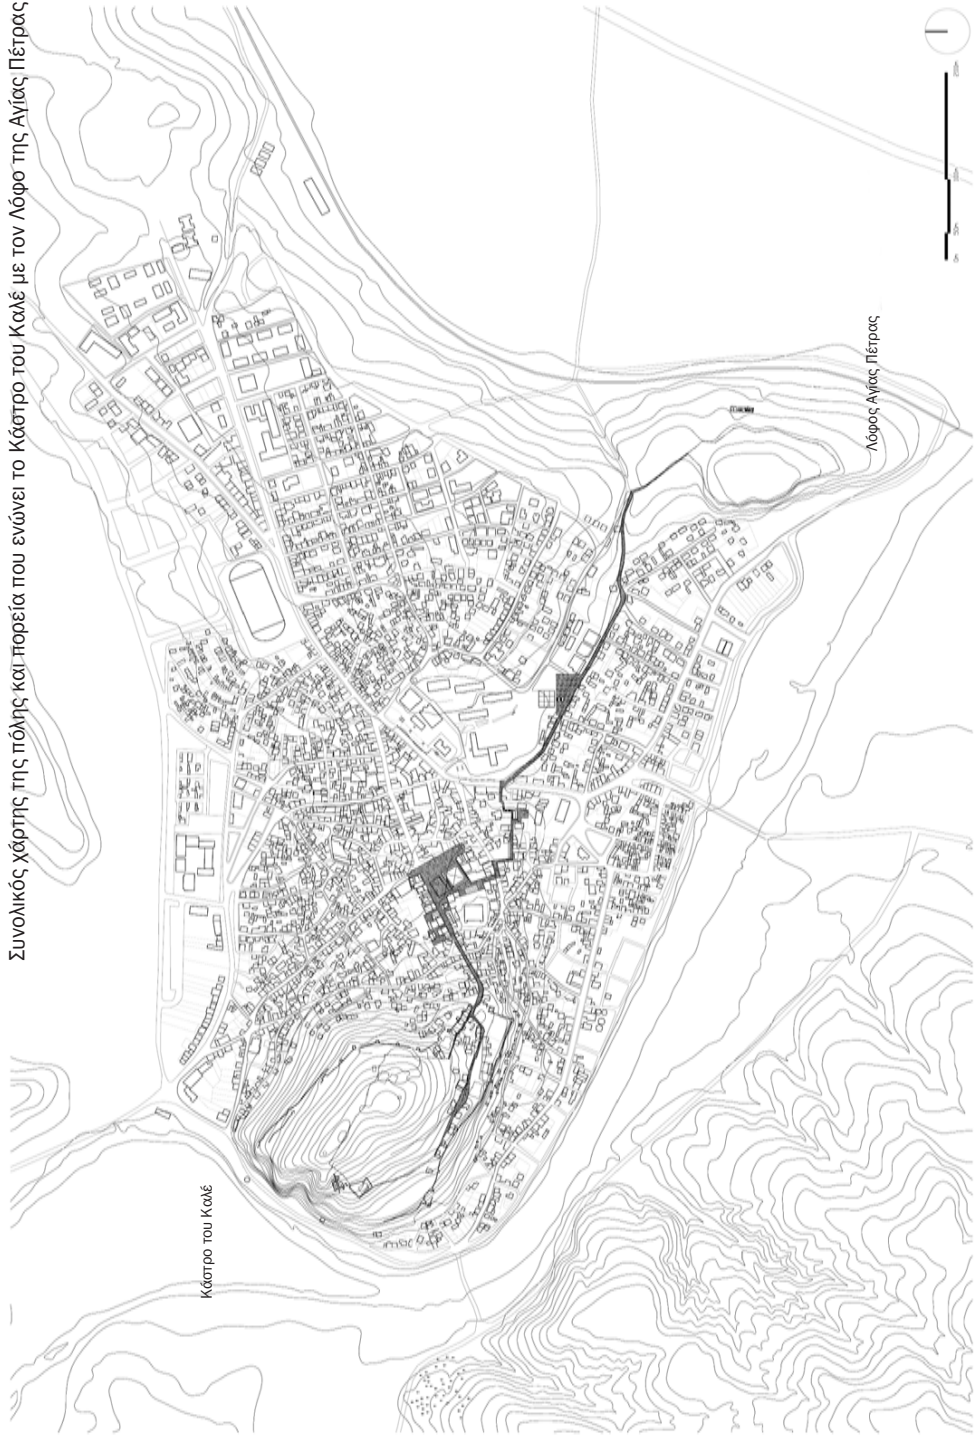 Συνολικός χάρτης της πόλης και πορεία που ενώνει το Κάστρο του Καλέ με τον Λόφο της Αγίας Πέτρας
Κάστρο του Καλέ
Λόφος Αγίας Πέτρας